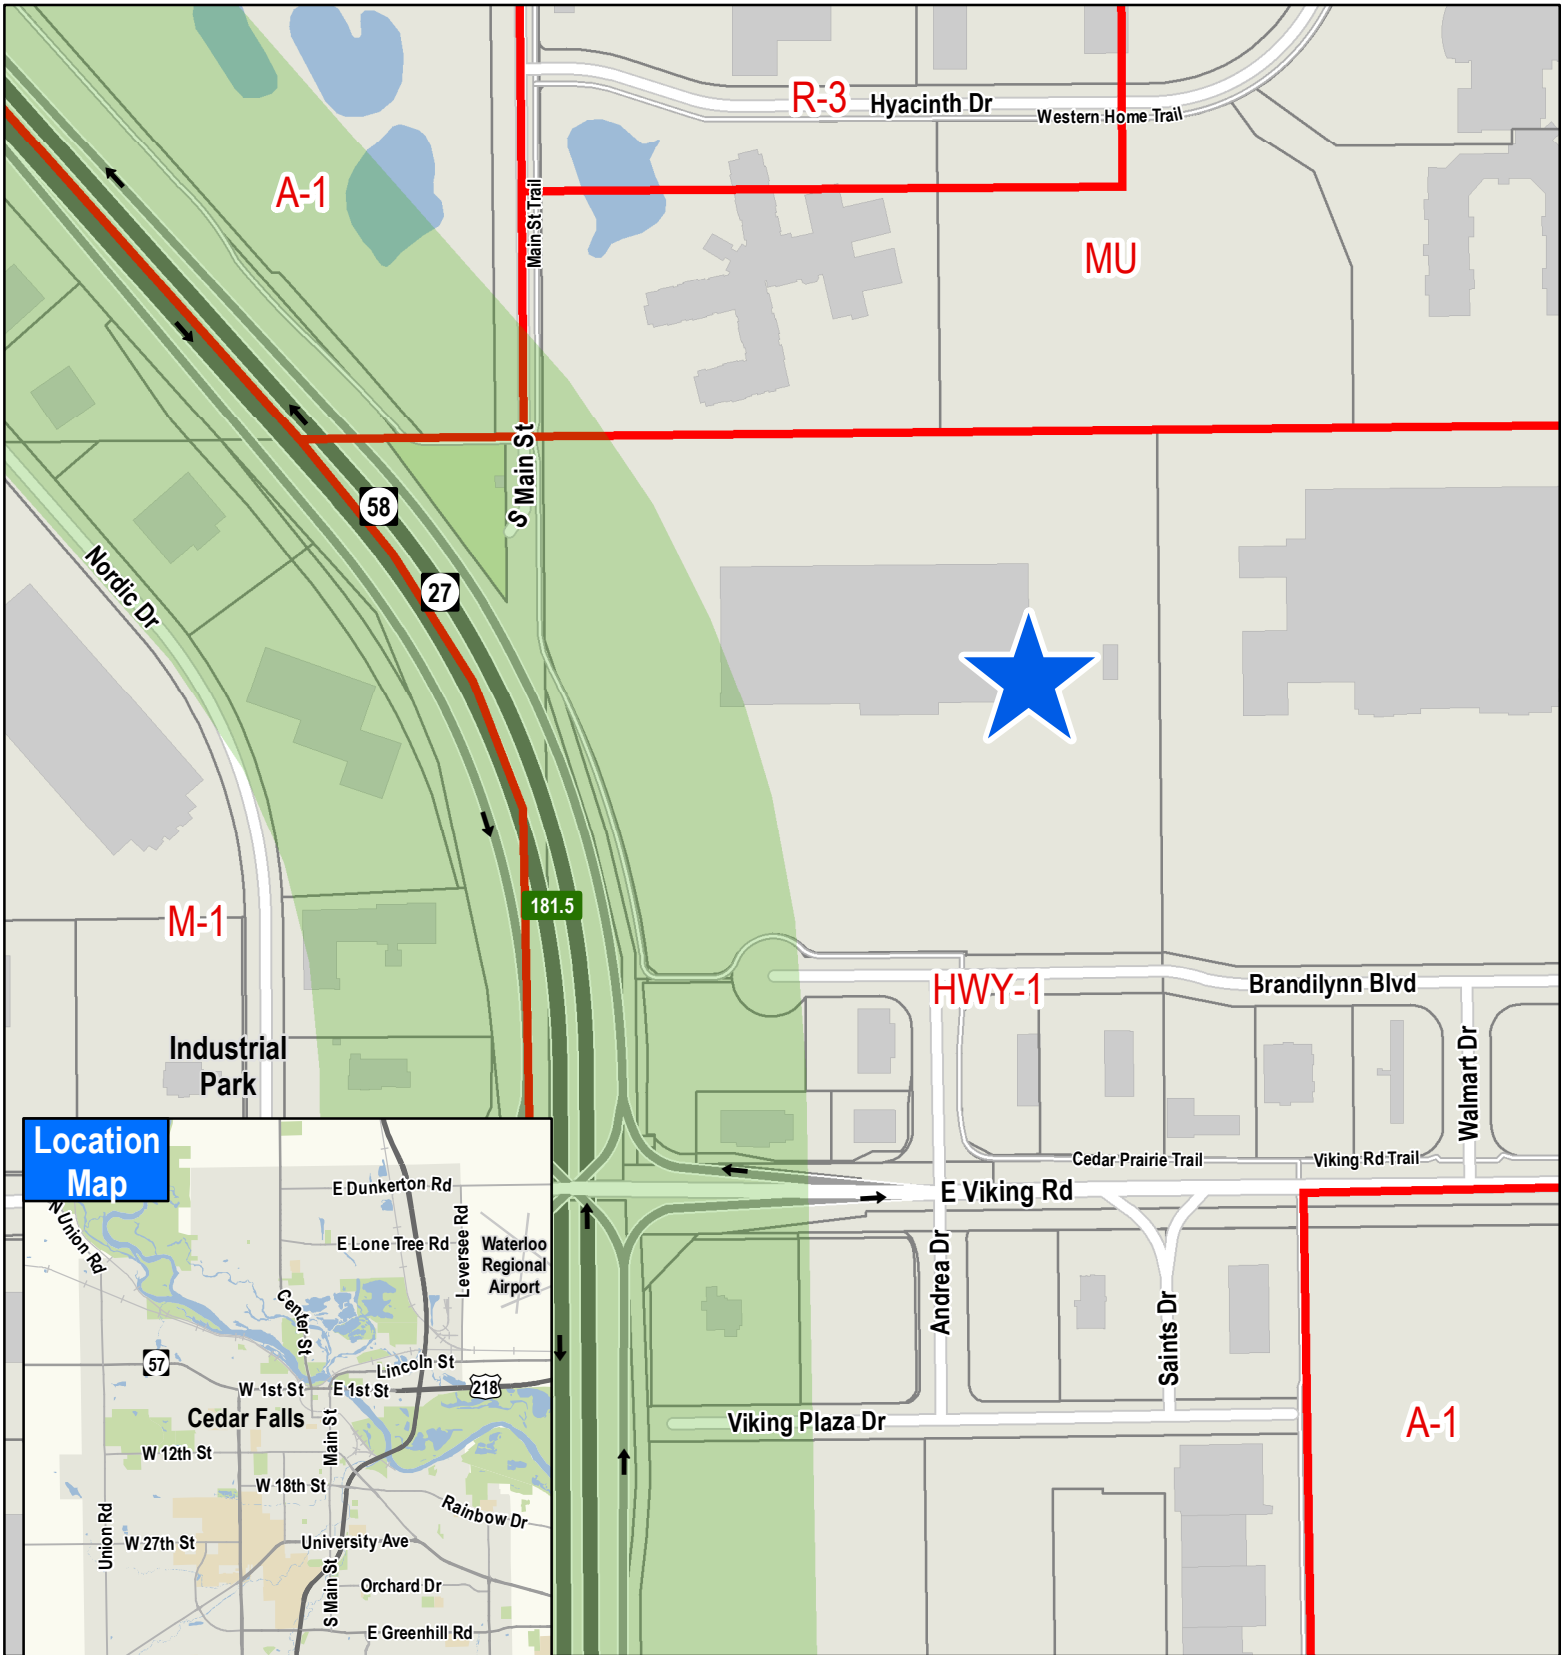 R-3
Hyacinth Dr
Western Home Trail
A-1
Main St Trail
MU
S Main St
58
27
Nordic Dr
181.5
M-1
HWY-1
Brandilynn Blvd
Industrial
Park
Walmart Dr
Cedar Prairie Trail
Viking Rd Trail
E Viking Rd
Andrea Dr
Saints Dr
Viking Plaza Dr
A-1
Location
Map
N Union Rd
E Dunkerton Rd
E Lone Tree Rd
Leversee Rd
Waterloo
Regional
Airport
Center St
57
Lincoln St
W 1st St
E 1st St
218
Cedar Falls
Main St
W 12th St
W 18th St
Rainbow Dr
Union Rd
W 27th St
University Ave
S Main St
Orchard Dr
E Greenhill Rd